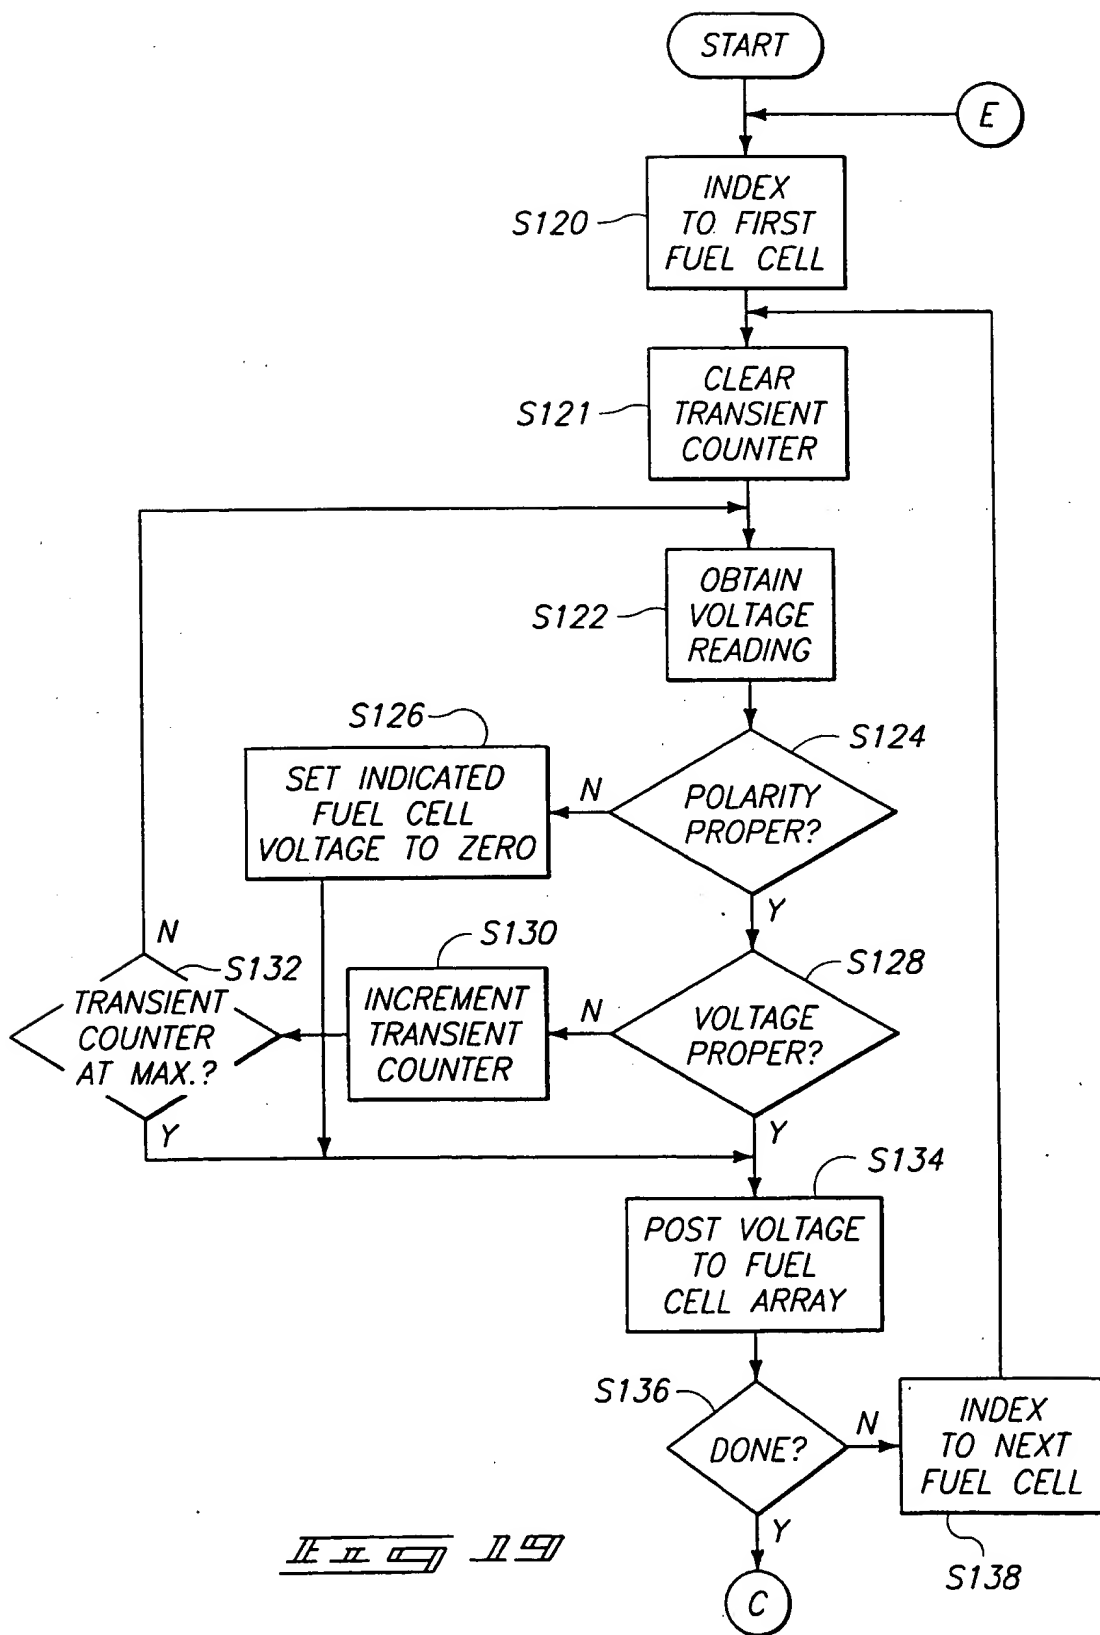 START
E
INDEX
TO FIRST
FUEL CELL
S120
CLEAR
TRANSIENT
COUNTER
S121
OBTAIN
VOLTAGE
READING
S122
S126
S124
SET INDICATED
FUEL CELL
VOLTAGE TO ZERO
N
POLARITY
PROPER?
Y
N
S132
S130
S128
TRANSIENT
COUNTER
AT MAX.?
INCREMENT
TRANSIENT
COUNTER
N
VOLTAGE
PROPER?
Y
Y
S134
POST VOLTAGE
TO FUEL
CELL ARRAY
S136
DONE?
N
INDEX
TO NEXT
FUEL CELL
Y
S138
C
FIG 19